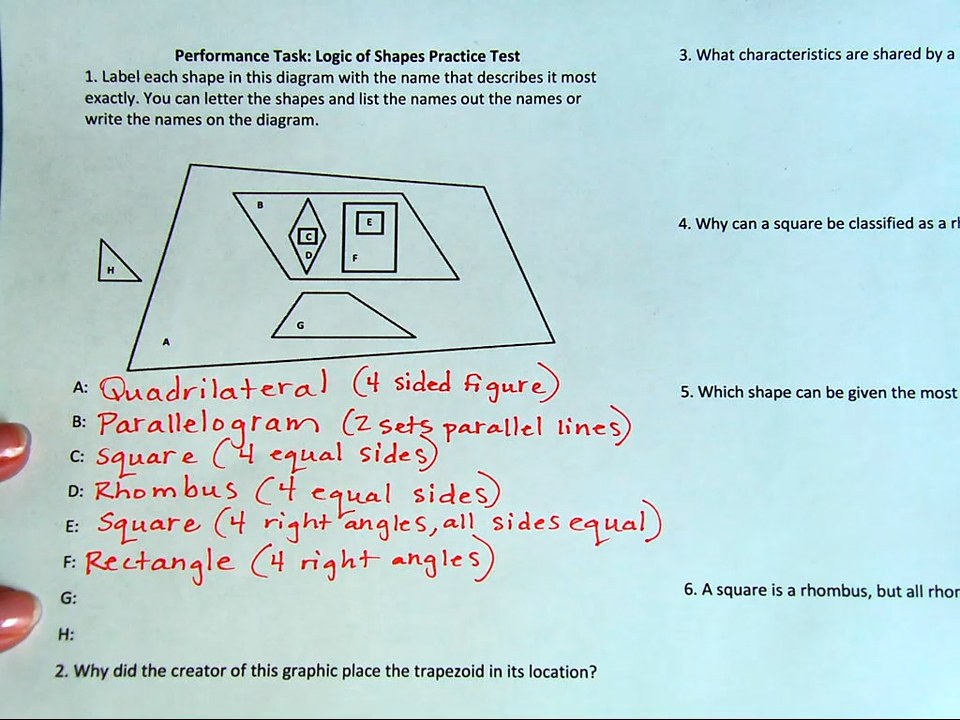 Performance Task: Logic of Shapes Practice Test
1. Label each shape in this diagram with the name that describes it most
exactly. You can letter the shapes and list the names out the names or
write the names on the diagram.
B
C
D
E
F
H
G
A
A: Quadrilateral (4 sided figure)
B: Parallelogram (2 sets parallel lines)
C: Square (4 equal sides)
D: Rhombus (4 equal sides)
E: Square (4 right angles, all sides equal)
F: Rectangle (4 right angles)
G:
H:
2. Why did the creator of this graphic place the trapezoid in its location?
3. What characteristics are shared by a
4. Why can a square be classified as a rh
5. Which shape can be given the most
6. A square is a rhombus, but all rhor